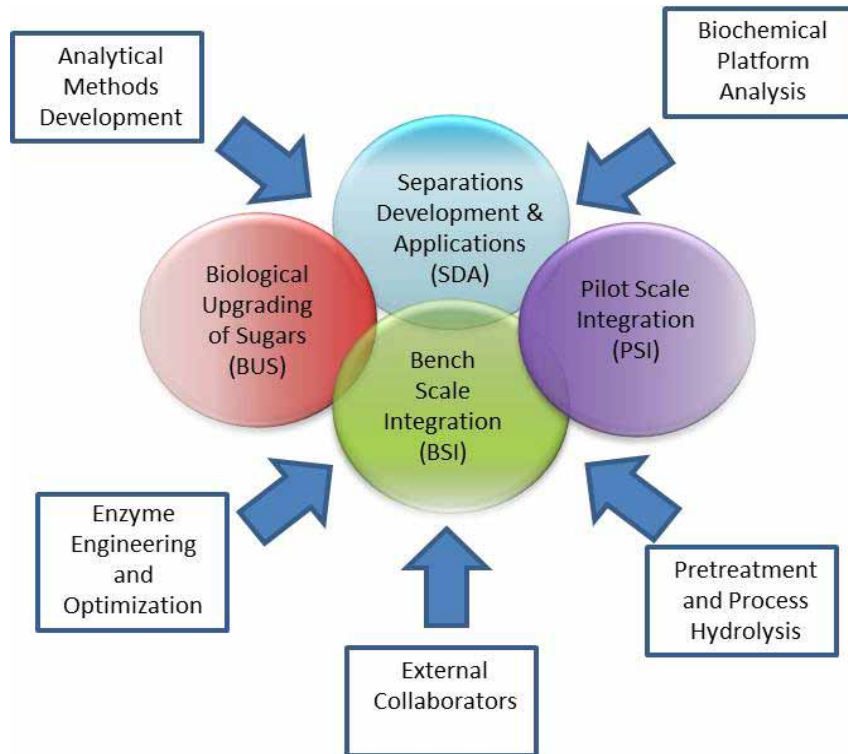 Analytical
Methods
Development
Biochemical
Platform
Analysis
Separations
Development &
Applications
(SDA)
Biological
Upgrading
of Sugars
(BUS)
Pilot Scale
Integration
(PSI)
Bench
Scale
Integration
(BSI)
Enzyme
Engineering
and
Optimization
External
Collaborators
Pretreatment
and Process
Hydrolysis